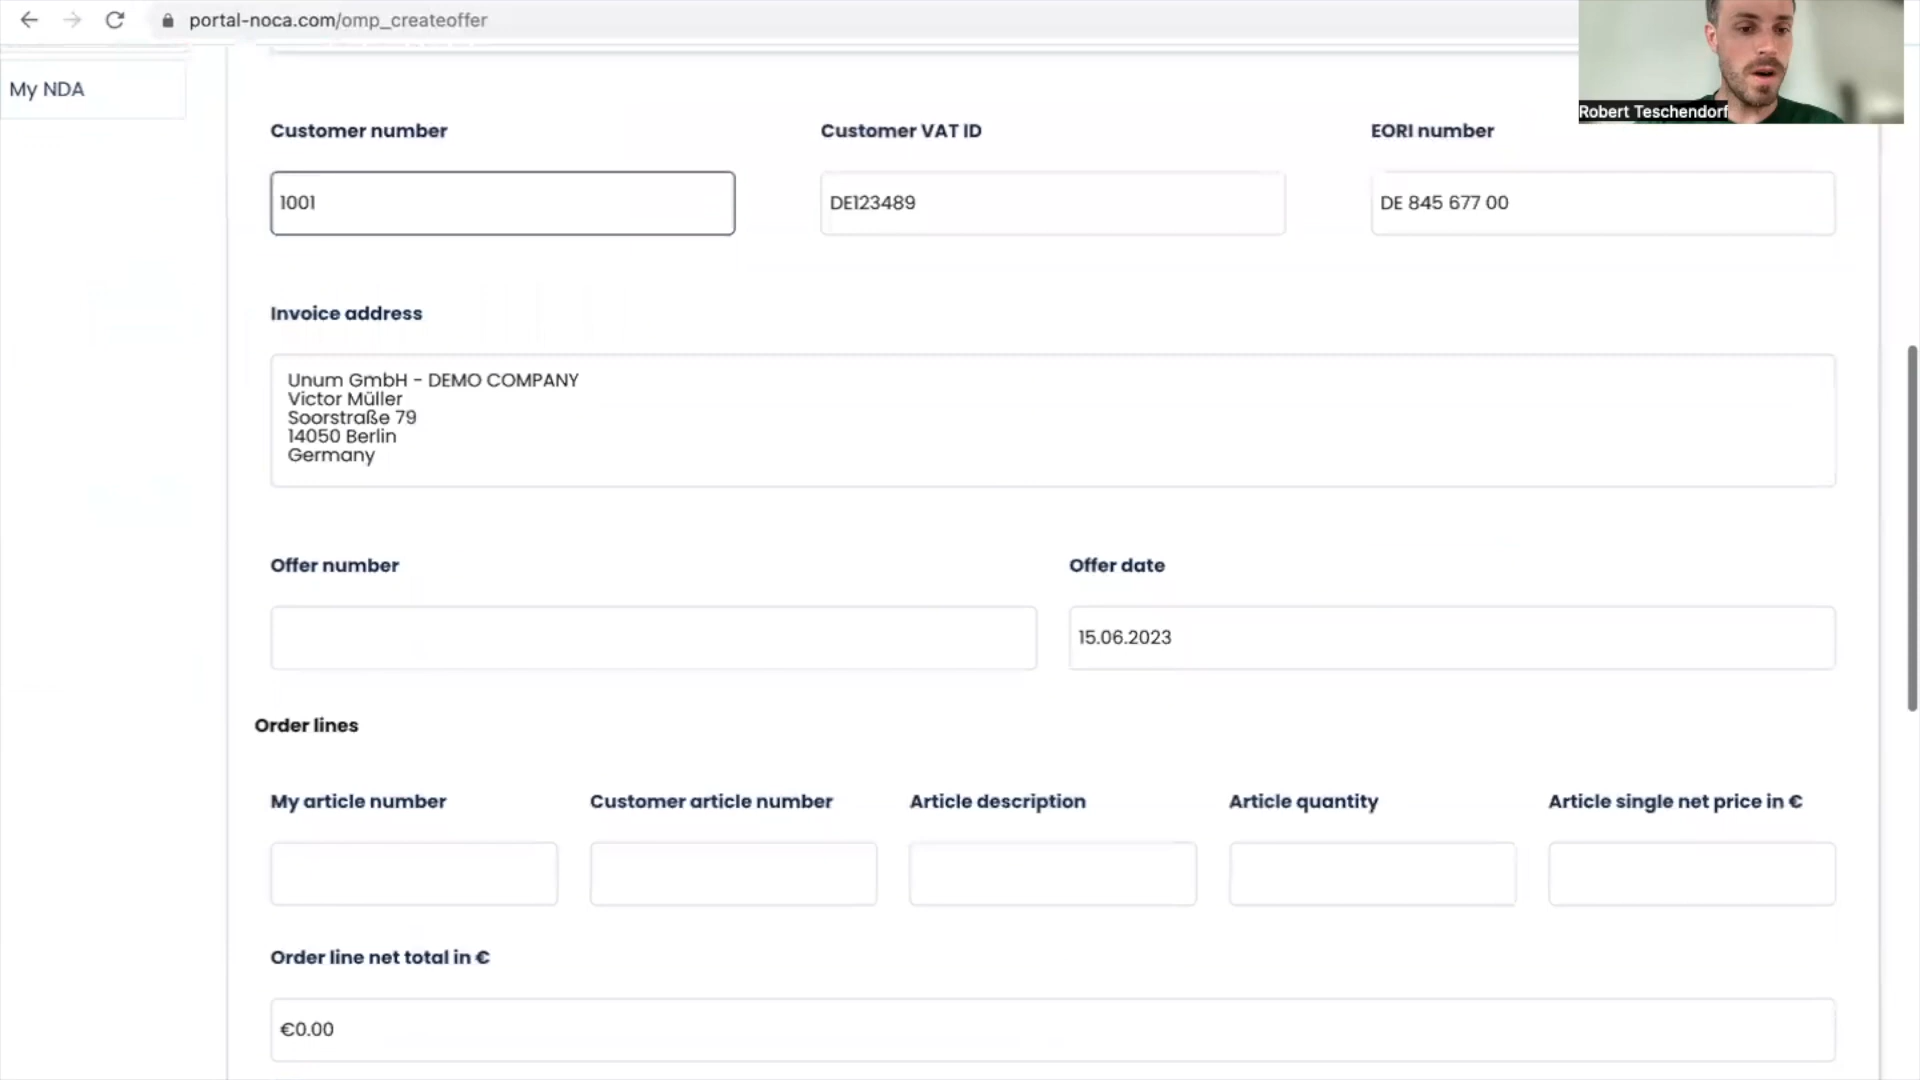 portal-noca.com/omp_createoffer
Robert Teschendorf
My NDA
Customer number
Customer VAT ID
EORI number
1001
DE123489
DE 845 677 00
Invoice address
Unum GmbH - DEMO COMPANY
Victor Müller
Soorstraße 79
14050 Berlin
Germany
Offer number
Offer date
15.06.2023
Order lines
My article number
Customer article number
Article description
Article quantity
Article single net price in €
Order line net total in €
€0.00